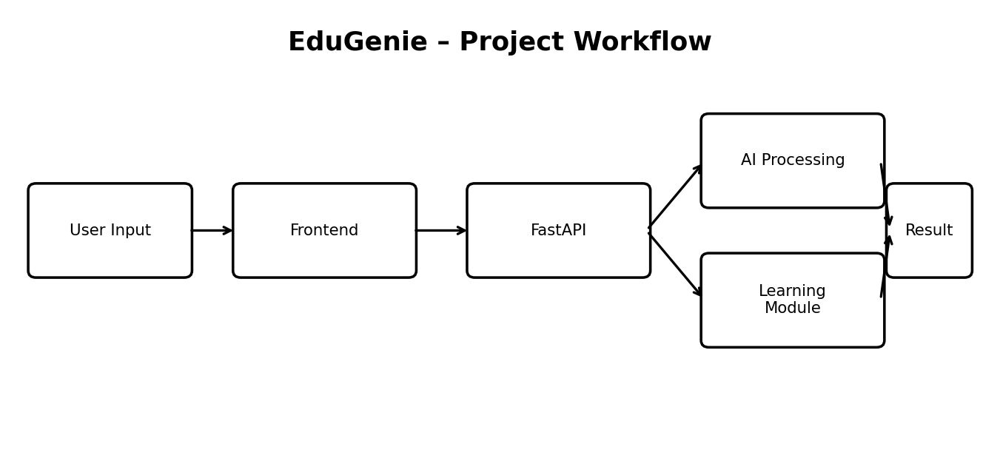 EduGenie – Project Workflow
User Input
Frontend
FastAPI
AI Processing
Learning
Module
Result